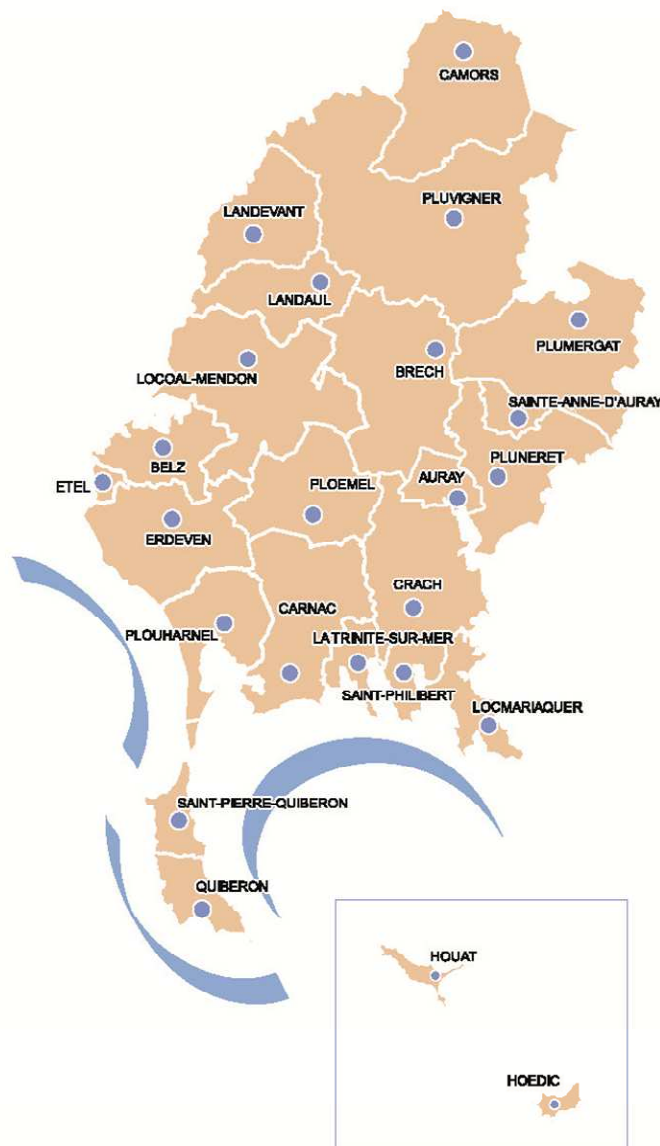 CAMORS
LANDEVANT
PLUVIGNER
LANDAUL
PLUMERGAT
BRECH
LOCOAL-MENDON
SAINTE-ANNE-D'AURAY
BELZ
PLUNERET
AURAY
ETEL
PLOEMEL
ERDEVEN
CRACH
CARNAC
PLOUHARNEL
LA TRINITE-SUR-MER
SAINT-PHILIBERT
LOCMARIAQUER
SAINT-PIERRE-QUIBERON
QUIBERON
HOUAT
HOEDIC